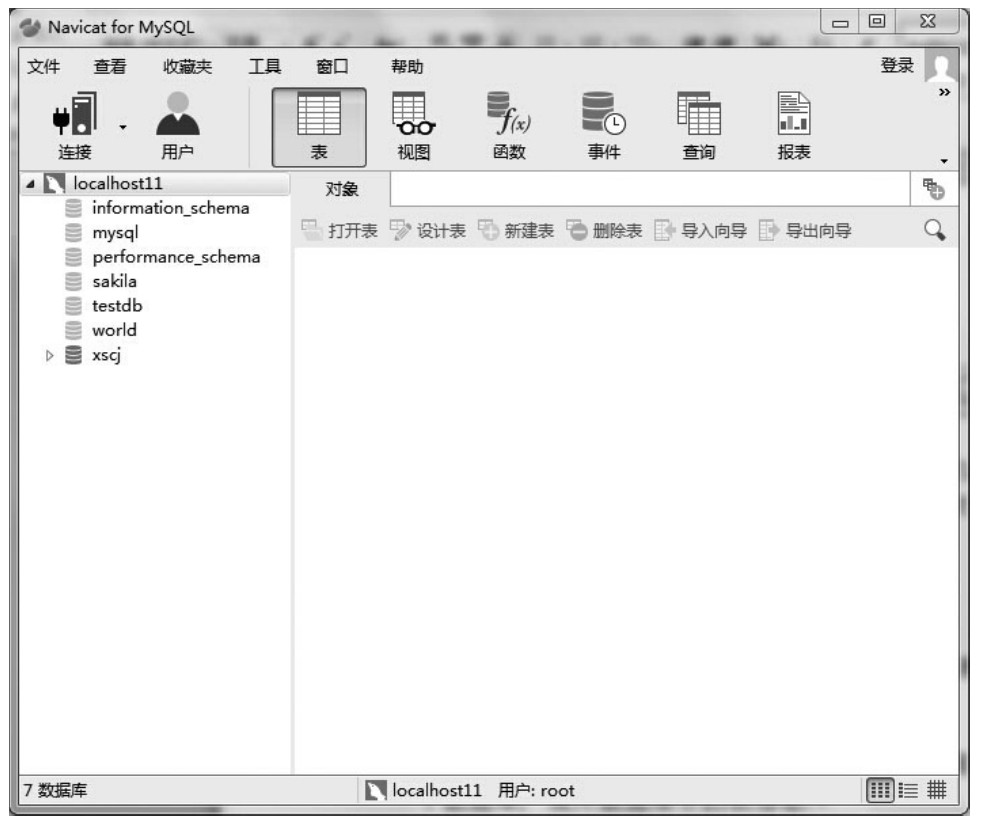 Navicat for MySQL
文件 查看 收藏夹 工具 窗口 帮助 登录
f(x)
连接 用户 表 视图 函数 事件 查询 报表
localhost11 对象
information_schema
mysql
performance_schema
sakila
testdb
world
xscj
打开表 设计表 新建表 删除表 导入向导 导出向导
7 数据库 localhost11 用户: root